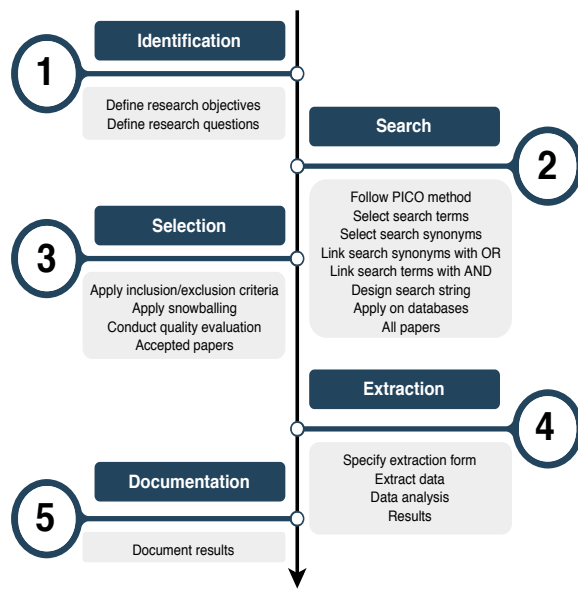 1
Identification
Define research objectives
Define research questions
2
Search
Follow PICO method
Select search terms
Select search synonyms
Link search synonyms with OR
Link search terms with AND
Design search string
Apply on databases
All papers
3
Selection
Apply inclusion/exclusion criteria
Apply snowballing
Conduct quality evaluation
Accepted papers
4
Extraction
Specify extraction form
Extract data
Data analysis
Results
5
Documentation
Document results